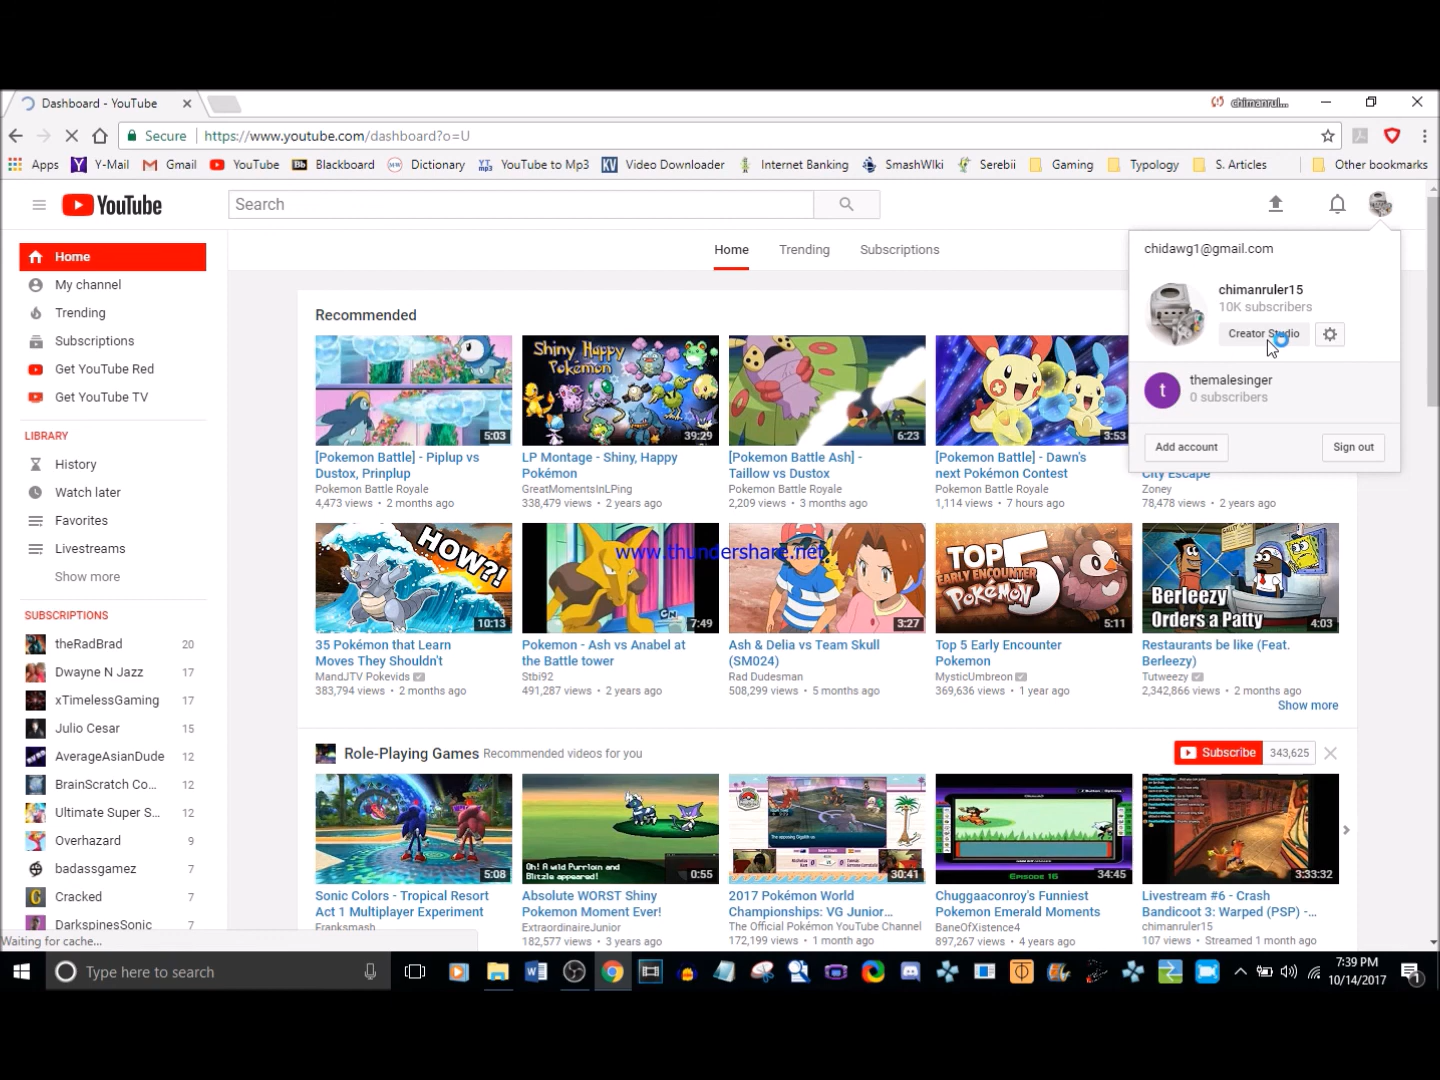 Dashboard - YouTube
chimanrul...
Secure
https://www.youtube.com/dashboard?o=U
Apps
Y-Mail
Gmail
YouTube
Blackboard
Dictionary
YouTube to Mp3
Video Downloader
Internet Banking
SmashWIki
Serebii
Gaming
Typology
S. Articles
Other bookmarks
YouTube
Search
Home
Trending
Subscriptions
chidawg1@gmail.com
chimanruler15
10K subscribers
Creator Studio
t
themalesinger
0 subscribers
Add account
Sign out
Home
My channel
Trending
Subscriptions
Get YouTube Red
Get YouTube TV
LIBRARY
History
Watch later
Favorites
Livestreams
Show more
SUBSCRIPTIONS
theRadBrad 20
Dwayne N Jazz 17
xTimelessGaming 17
Julio Cesar 15
AverageAsianDude 12
BrainScratch Co... 12
Ultimate Super S... 12
Overhazard 9
badassgamez 7
Cracked 7
DarkspinesSonic 7
Waiting for cache...
Recommended
5:03
[Pokemon Battle] - Piplup vs
Dustox, Prinplup
Pokemon Battle Royale
4,473 views • 2 months ago
Shiny Happy
Pokémon
39:29
LP Montage - Shiny, Happy
Pokémon
GreatMomentsInLPing
338,479 views • 2 years ago
6:23
[Pokemon Battle Ash] -
Taillow vs Dustox
Pokemon Battle Royale
2,209 views • 3 months ago
3:53
[Pokemon Battle] - Dawn's
next Pokémon Contest
Pokemon Battle Royale
1,114 views • 7 hours ago
City Escape
Zoney
78,478 views • 2 years ago
HOW?!
10:13
35 Pokémon that Learn
Moves They Shouldn't
MandJTV Pokevids
383,794 views • 2 months ago
www.thundershare.net
CN
7:49
Pokemon - Ash vs Anabel at
the Battle tower
Stbi92
491,287 views • 2 years ago
3:27
Ash & Delia vs Team Skull
(SM024)
Rad Dudesman
508,299 views • 5 months ago
TOP 5
EARLY ENCOUNTER
POKéMON
5:11
Top 5 Early Encounter
Pokemon
MysticUmbreon
369,636 views • 1 year ago
Berleezy
Orders a Patty
4:03
Restaurants be like (Feat.
Berleezy)
Tutweezy
2,342,866 views • 2 months ago
Show more
Role-Playing Games Recommended videos for you
Subscribe 343,625
5:08
Sonic Colors - Tropical Resort
Act 1 Multiplayer Experiment
Franksmash
Oh! A wild Purrloin and
Blitzle appeared!
0:55
Absolute WORST Shiny
Pokemon Moment Ever!
ExtraordinaireJunior
182,577 views • 3 years ago
30:41
2017 Pokémon World
Championships: VG Junior...
The Official Pokémon YouTube Channel
172,199 views • 1 month ago
EPISODE 16
34:45
Chuggaaconroy's Funniest
Pokemon Emerald Moments
BaneOfXistence4
897,267 views • 4 years ago
3:33:32
Livestream #6 - Crash
Bandicoot 3: Warped (PSP) -...
chimanruler15
107 views • Streamed 1 month ago
Type here to search
7:39 PM
10/14/2017
1